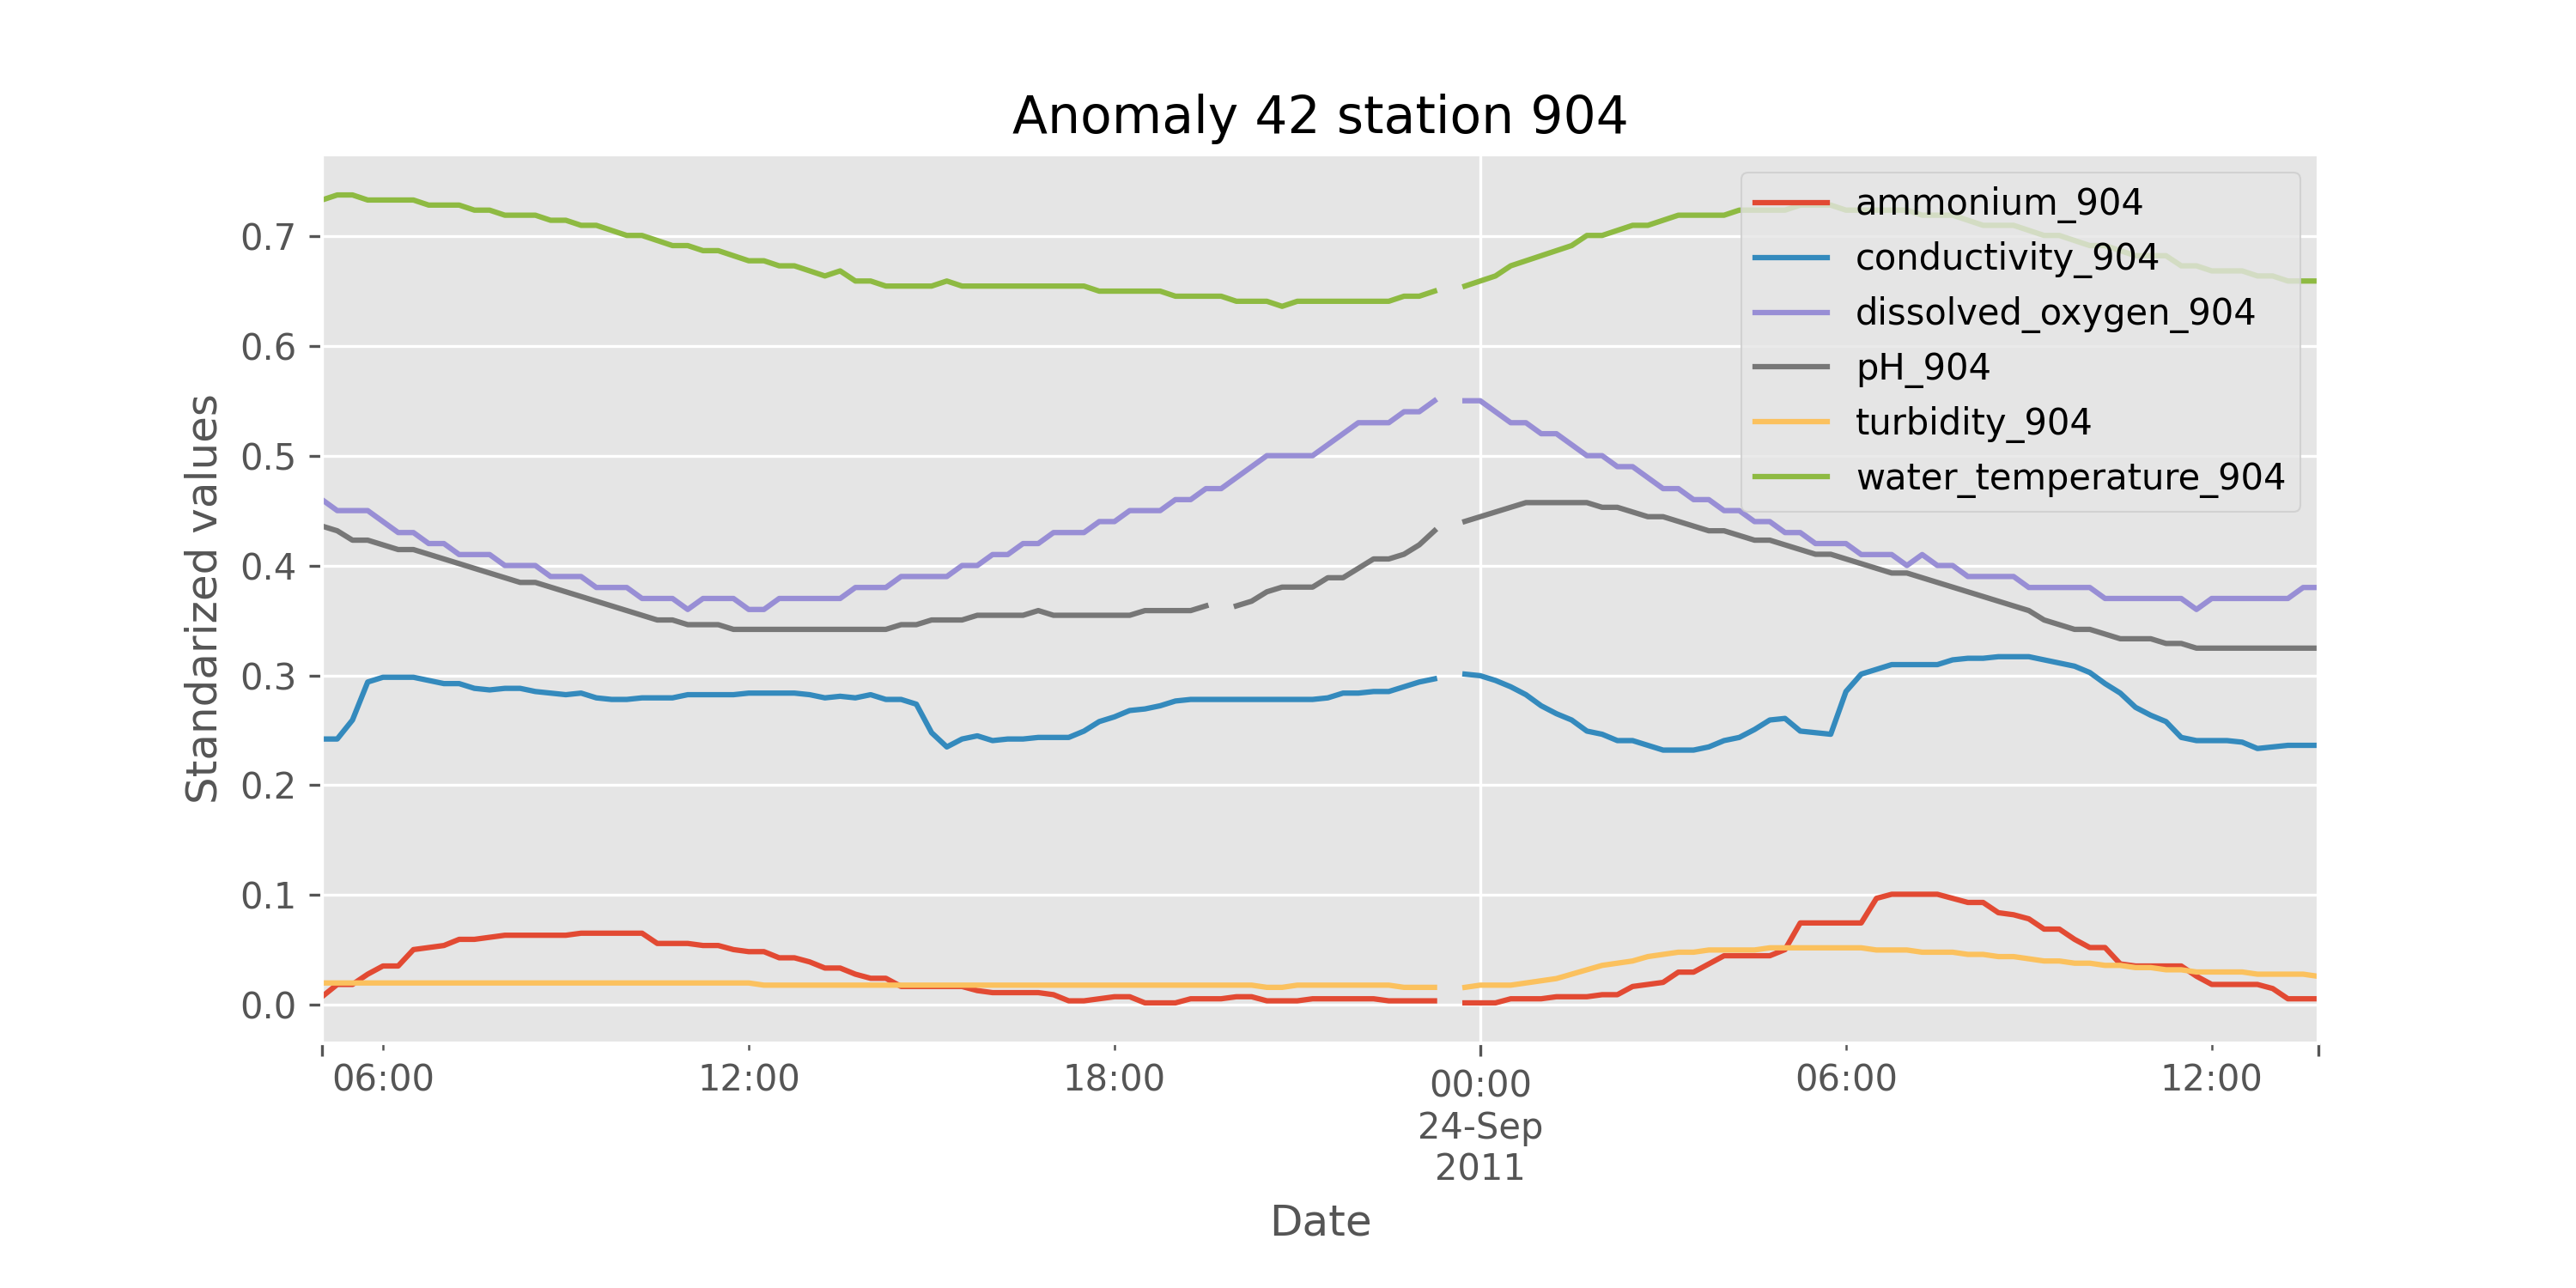 Anomaly 42 station 904
ammonium_904
conductivity_904
dissolved_oxygen_904
pH_904
turbidity_904
water_temperature_904
Standarized values
0.7
0.6
0.5
0.4
0.3
0.2
0.1
0.0
06:00
12:00
18:00
00:00
24-Sep
2011
06:00
12:00
Date